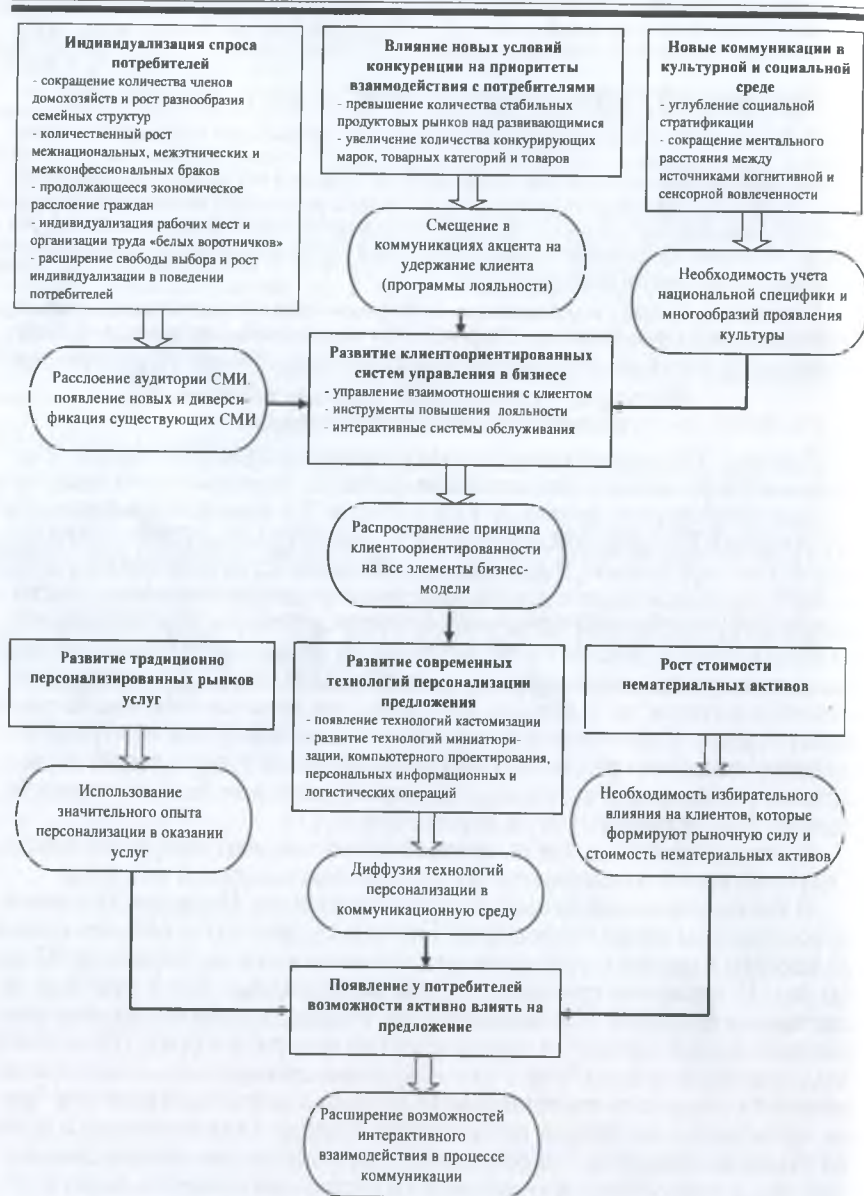 Индивидуализация спроса
потребителей
- сокращение количества членов
домохозяйств и рост разнообразия
семейных структур
- количественный рост
межнациональных, межэтнических и
межконфессиональных браков
- продолжающееся экономическое
расслоение граждан
- индивидуализация рабочих мест и
организации труда «белых воротничков»
- расширение свободы выбора и рост
индивидуализации в поведении
потребителей
Влияние новых условий
конкуренции на приоритеты
взаимодействия с потребителями
- превышение количества стабильных
продуктовых рынков над развивающимися
- увеличение количества конкурирующих
марок, товарных категорий и товаров
Новые коммуникации в
культурной и социальной
среде
- углубление социальной
стратификации
- сокращение ментального
расстояния между
источниками когнитивной и
сенсорной вовлеченности
Смещение в
коммуникациях акцента на
удержание клиента
(программы лояльности)
Необходимость учета
национальной специфики и
многообразий проявления
культуры
Расслоение аудитории СМИ,
появление новых и диверси-
фикация существующих СМИ
Развитие клиентоориентированных
систем управления в бизнесе
- управление взаимоотношения с клиентом
- инструменты повышения лояльности
- интерактивные системы обслуживания
Распространение принципа
клиентоориентированности
на все элементы бизнес-
модели
Развитие традиционно
персонализированных рынков
услуг
Развитие современных
технологий персонализации
предложения
- появление технологий кастомизации
- развитие технологий миниатюри-
зации, компьютерного проектирования,
персональных информационных и
логистических операций
Рост стоимости
нематериальных активов
Использование
значительного опыта
персонализации в оказании
услуг
Диффузия технологий
персонализации в
коммуникационную среду
Необходимость избирательного
влияния на клиентов, которые
формируют рыночную силу и
стоимость нематериальных активов
Появление у потребителей
возможности активно влиять на
предложение
Расширение возможностей
интерактивного
взаимодействия в процессе
коммуникации